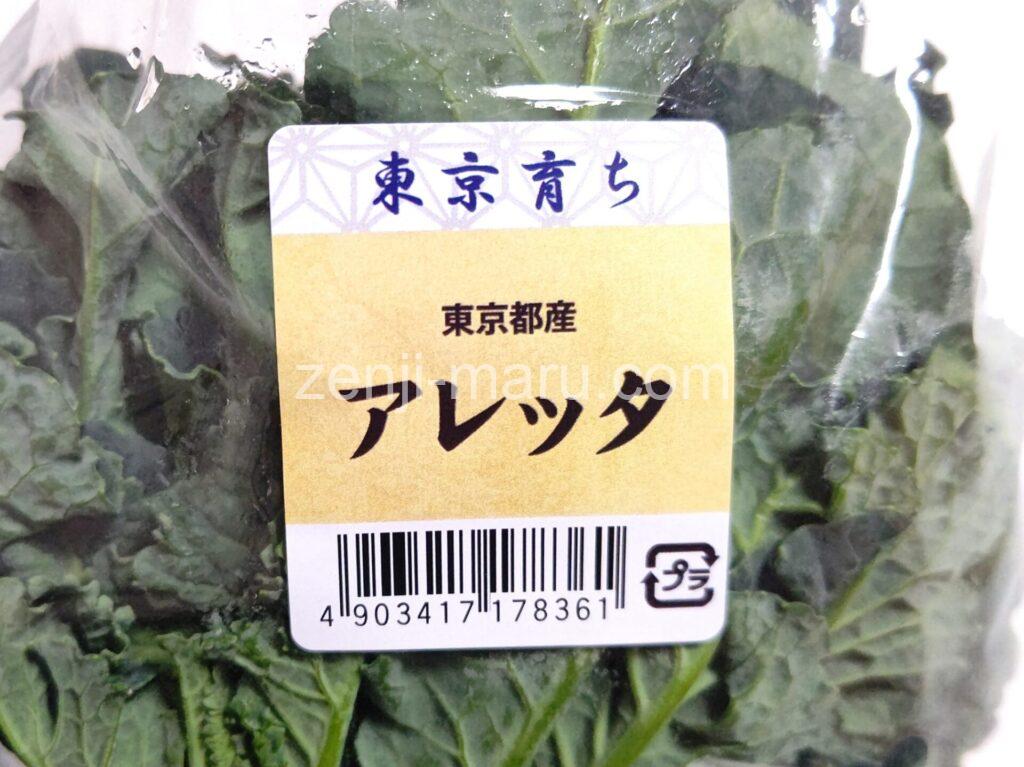 東京育ち
東京都産
zenji-maru.com
アレッタ
4 903417 178361
プラ